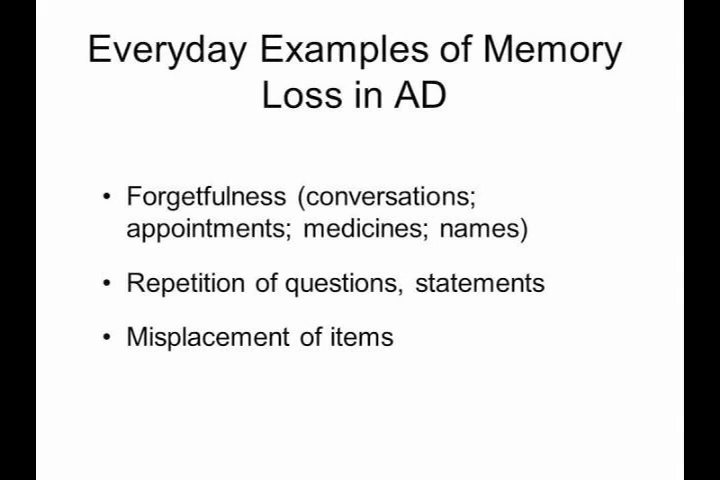 Everyday Examples of Memory
Loss in AD
• Forgetfulness (conversations;
appointments; medicines; names)
• Repetition of questions, statements
• Misplacement of items